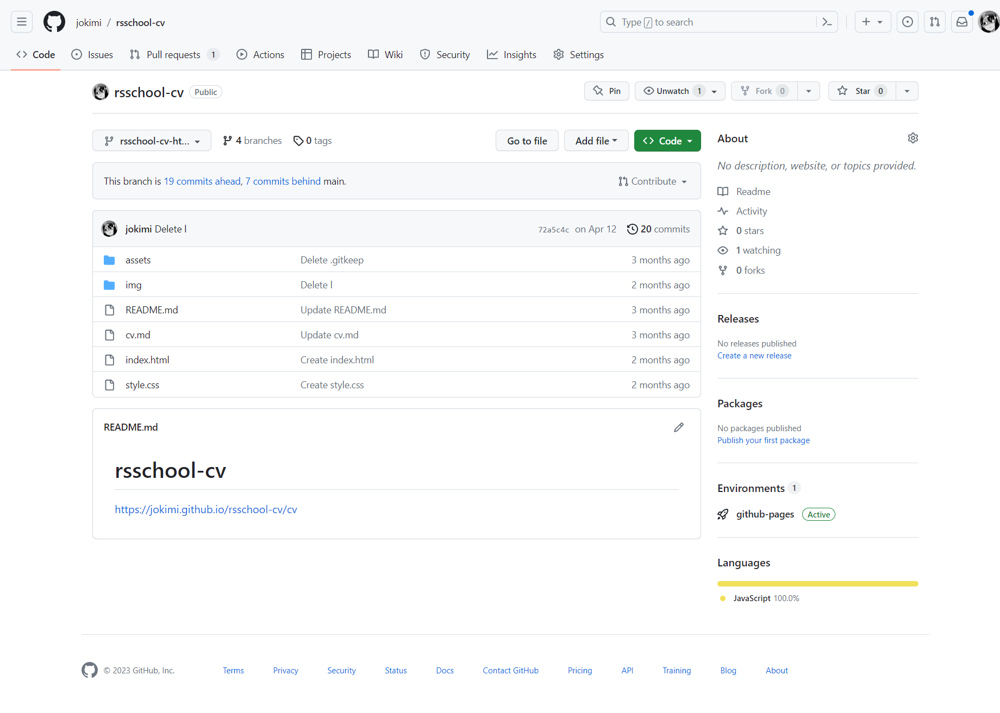 jokimi / rsschool-cv
Type / to search
Code Issues Pull requests 1 Actions Projects Wiki Security Insights Settings
rsschool-cv Public
Pin Unwatch 1 Fork 0 Star 0
rsschool-cv-ht... 4 branches 0 tags Go to file Add file Code
This branch is 19 commits ahead, 7 commits behind main. Contribute
jokimi Delete l 72a5c4c on Apr 12 20 commits
assets Delete .gitkeep 3 months ago
img Delete l 2 months ago
README.md Update README.md 3 months ago
cv.md Update cv.md 3 months ago
index.html Create index.html 2 months ago
style.css Create style.css 2 months ago
README.md
rsschool-cv
https://jokimi.github.io/rsschool-cv/cv
About
No description, website, or topics provided.
Readme
Activity
0 stars
1 watching
0 forks
Releases
No releases published
Create a new release
Packages
No packages published
Publish your first package
Environments 1
github-pages Active
Languages
JavaScript 100.0%
© 2023 GitHub, Inc. Terms Privacy Security Status Docs Contact GitHub Pricing API Training Blog About